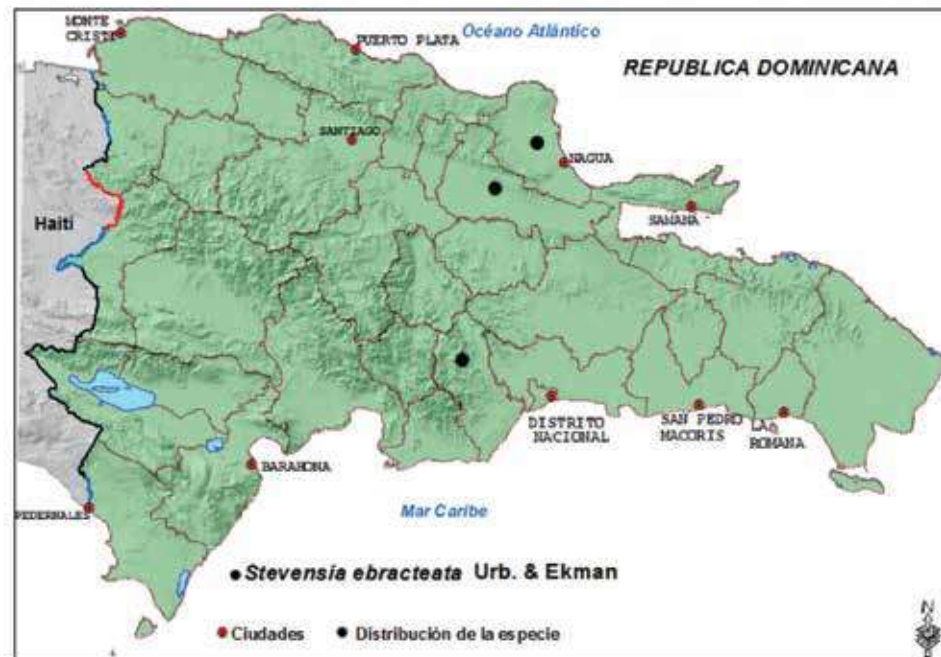 MONTE
CRISTI
PUERTO PLATA
Océano Atlántico
REPUBLICA DOMINICANA
SANTIAGO
NAGUA
SAMANA
Haití
DISTRITO
NACIONAL
SAN PEDRO
MACORIS
LA
ROMANA
BARAHONA
PEDERNALES
Mar Caribe
Stevensia ebracteata Urb. & Ekman
Ciudades
Distribución de la especie
N